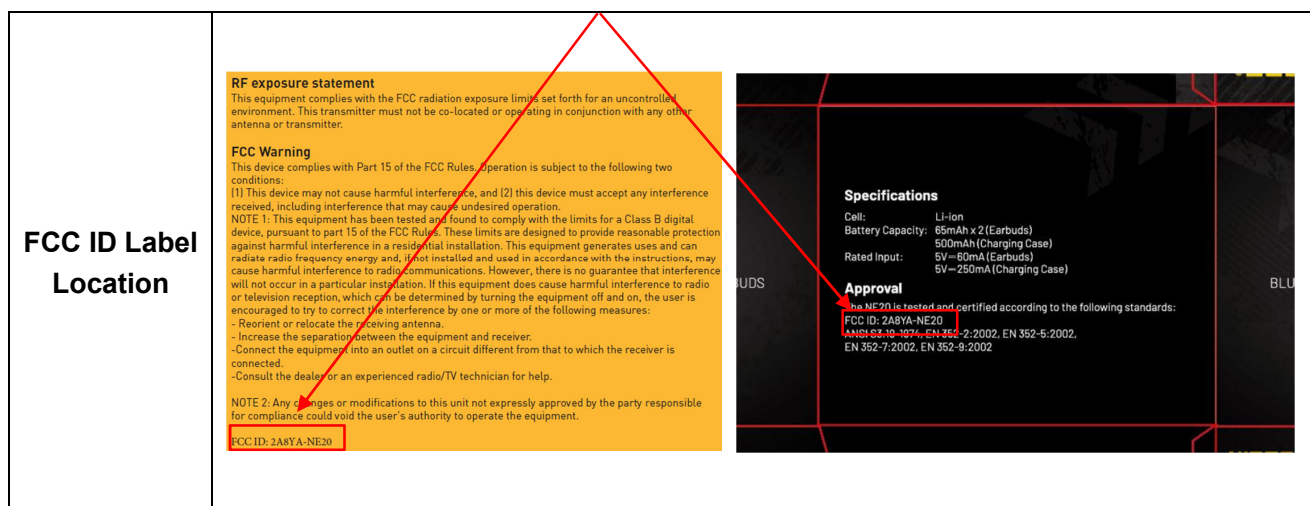 FCC ID Label
Location
RF exposure statement
This equipment complies with the FCC radiation exposure limits set forth for an uncontrolled
environment. This transmitter must not be co-located or operating in conjunction with any other
antenna or transmitter.
FCC Warning
This device complies with Part 15 of the FCC Rules. Operation is subject to the following two
conditions:
(1) This device may not cause harmful interference, and (2) this device must accept any interference
received, including interference that may cause undesired operation.
NOTE 1: This equipment has been tested and found to comply with the limits for a Class B digital
device, pursuant to part 15 of the FCC Rules. These limits are designed to provide reasonable protection
against harmful interference in a residential installation. This equipment generates uses and can
radiate radio frequency energy and, if not installed and used in accordance with the instructions, may
cause harmful interference to radio communications. However, there is no guarantee that interference
will not occur in a particular installation. If this equipment does cause harmful interference to radio
or television reception, which can be determined by turning the equipment off and on, the user is
encouraged to try to correct the interference by one or more of the following measures:
- Reorient or relocate the receiving antenna.
- Increase the separation between the equipment and receiver.
-Connect the equipment into an outlet on a circuit different from that to which the receiver is
connected.
-Consult the dealer or an experienced radio/TV technician for help.
NOTE 2: Any changes or modifications to this unit not expressly approved by the party responsible
for compliance could void the user's authority to operate the equipment.
FCC ID: 2A8YA-NE20
Specifications
Cell: Li-ion
Battery Capacity: 65mAh x 2 (Earbuds)
500mAh (Charging Case)
Rated Input: 5V⎓60mA (Earbuds)
5V⎓250mA (Charging Case)
Approval
The NE20 is tested and certified according to the following standards:
FCC ID: 2A8YA-NE20
ANSI S3.19-1974, EN 352-2:2002, EN 352-5:2002,
EN 352-7:2002, EN 352-9:2002
BUDS
BLU